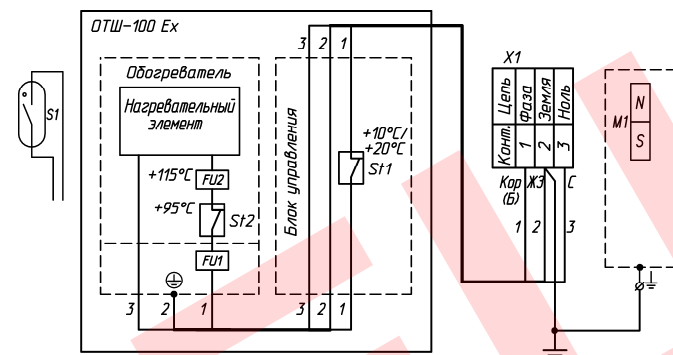 ОТШ-100 Ex
3 2 1
X1
Обогреватель
Нагревательный
элемент
S1
Блок управления
+10°C/
+20°C
St1
Конт. Цепь
1 Фаза
2 Земля
3 Ноль
M1
N
S
+115°C
FU2
+95°C
St2
FU1
Кор
(Б)
ЖЗ
С
1 2 3
3 2 1
3 2 1